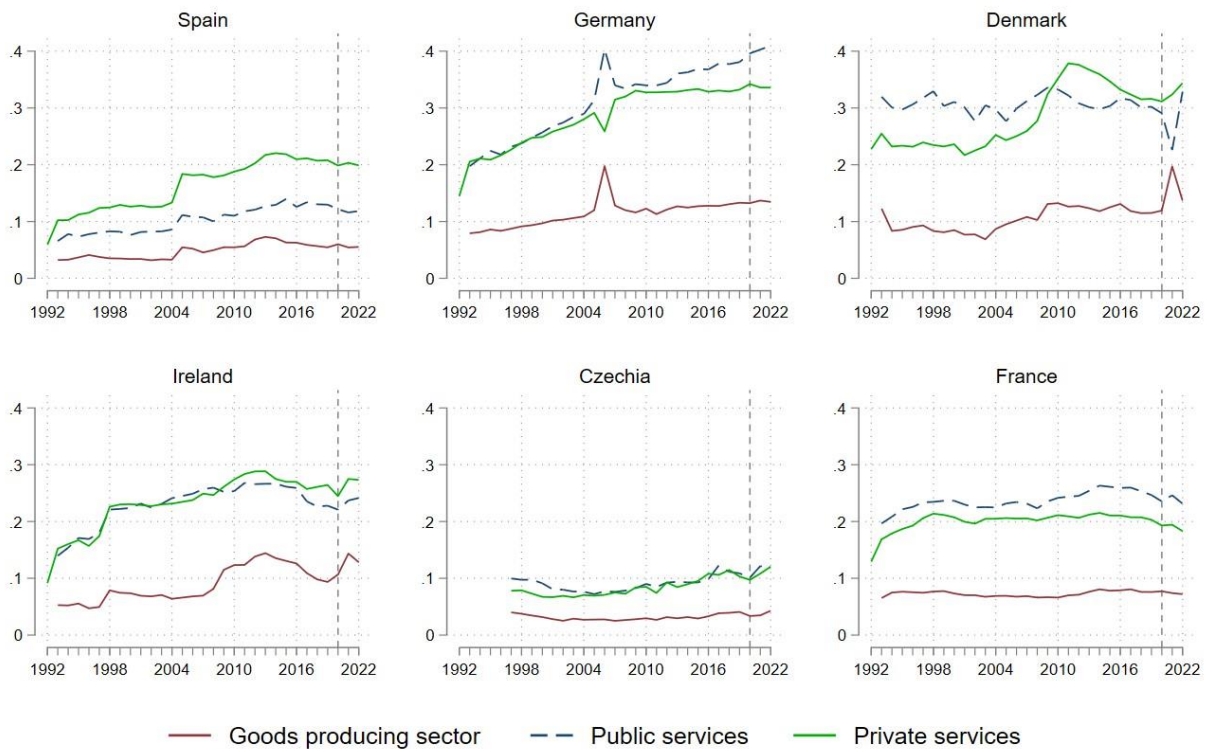 Spain
.4
.3
.2
.1
0
1992 1998 2004 2010 2016 2022
Germany
.4
.3
.2
.1
0
1992 1998 2004 2010 2016 2022
Denmark
.4
.3
.2
.1
0
1992 1998 2004 2010 2016 2022
Ireland
.4
.3
.2
.1
0
1992 1998 2004 2010 2016 2022
Czechia
.4
.3
.2
.1
0
1992 1998 2004 2010 2016 2022
France
.4
.3
.2
.1
0
1992 1998 2004 2010 2016 2022
Goods producing sector Public services Private services